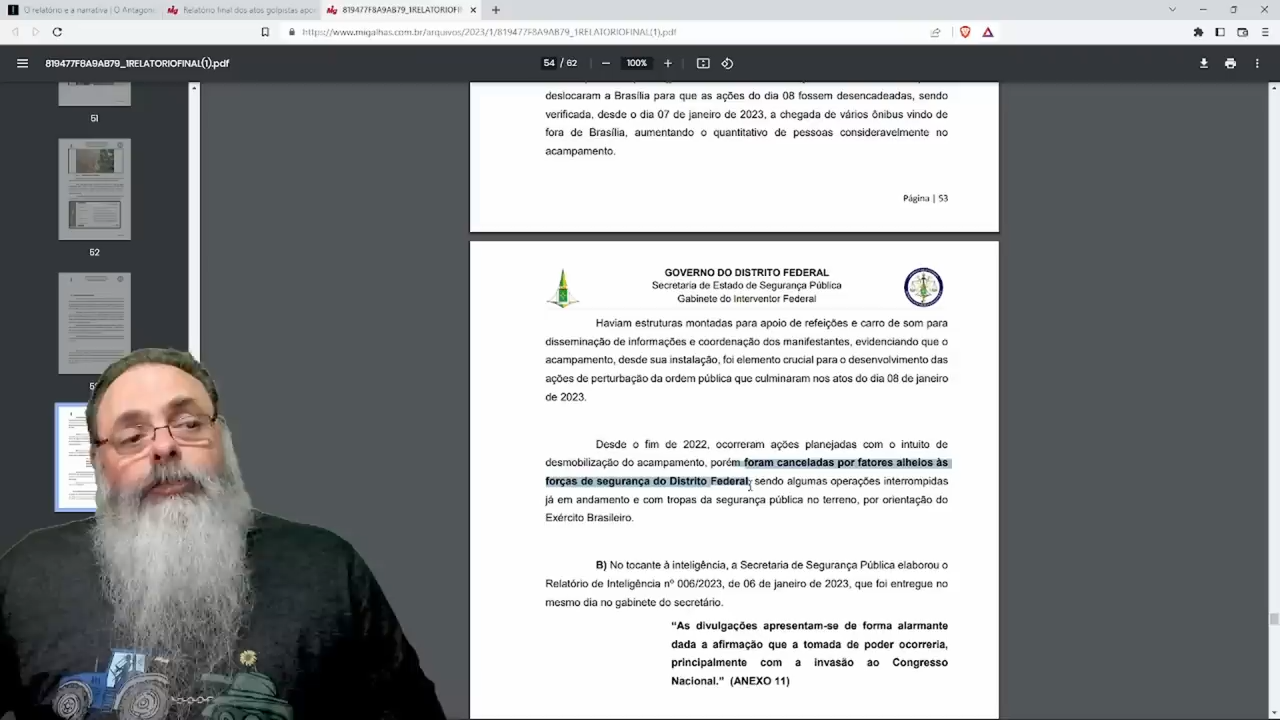 O relatório e a narrativa | O Antagon
Relatório final dos atos golpistas apon
819477F8A9AB79_1RELATORIOFI
https://www.migalhas.com.br/arquivos/2023/1/819477F8A9AB79_1RELATORIOFINAL(1).pdf
819477F8A9AB79_1RELATORIOFINAL(1).pdf
54 / 62
100%
51
52
deslocaram a Brasília para que as ações do dia 08 fossem desencadeadas, sendo
verificada, desde o dia 07 de janeiro de 2023, a chegada de vários ônibus vindo de
fora de Brasília, aumentando o quantitativo de pessoas consideravelmente no
acampamento.
Página | 53
GOVERNO DO DISTRITO FEDERAL
Secretaria de Estado de Segurança Pública
Gabinete do Interventor Federal
Haviam estruturas montadas para apoio de refeições e carro de som para
disseminação de informações e coordenação dos manifestantes, evidenciando que o
acampamento, desde sua instalação, foi elemento crucial para o desenvolvimento das
ações de perturbação da ordem pública que culminaram nos atos do dia 08 de janeiro
de 2023.
Desde o fim de 2022, ocorreram ações planejadas com o intuito de
desmobilização do acampamento, porém foram canceladas por fatores alheios às
forças de segurança do Distrito Federal, sendo algumas operações interrompidas
já em andamento e com tropas da segurança pública no terreno, por orientação do
Exército Brasileiro.
B) No tocante à inteligência, a Secretaria de Segurança Pública elaborou o
Relatório de Inteligência nº 006/2023, de 06 de janeiro de 2023, que foi entregue no
mesmo dia no gabinete do secretário.
“As divulgações apresentam-se de forma alarmante
dada a afirmação que a tomada de poder ocorreria,
principalmente com a invasão ao Congresso
Nacional.” (ANEXO 11)